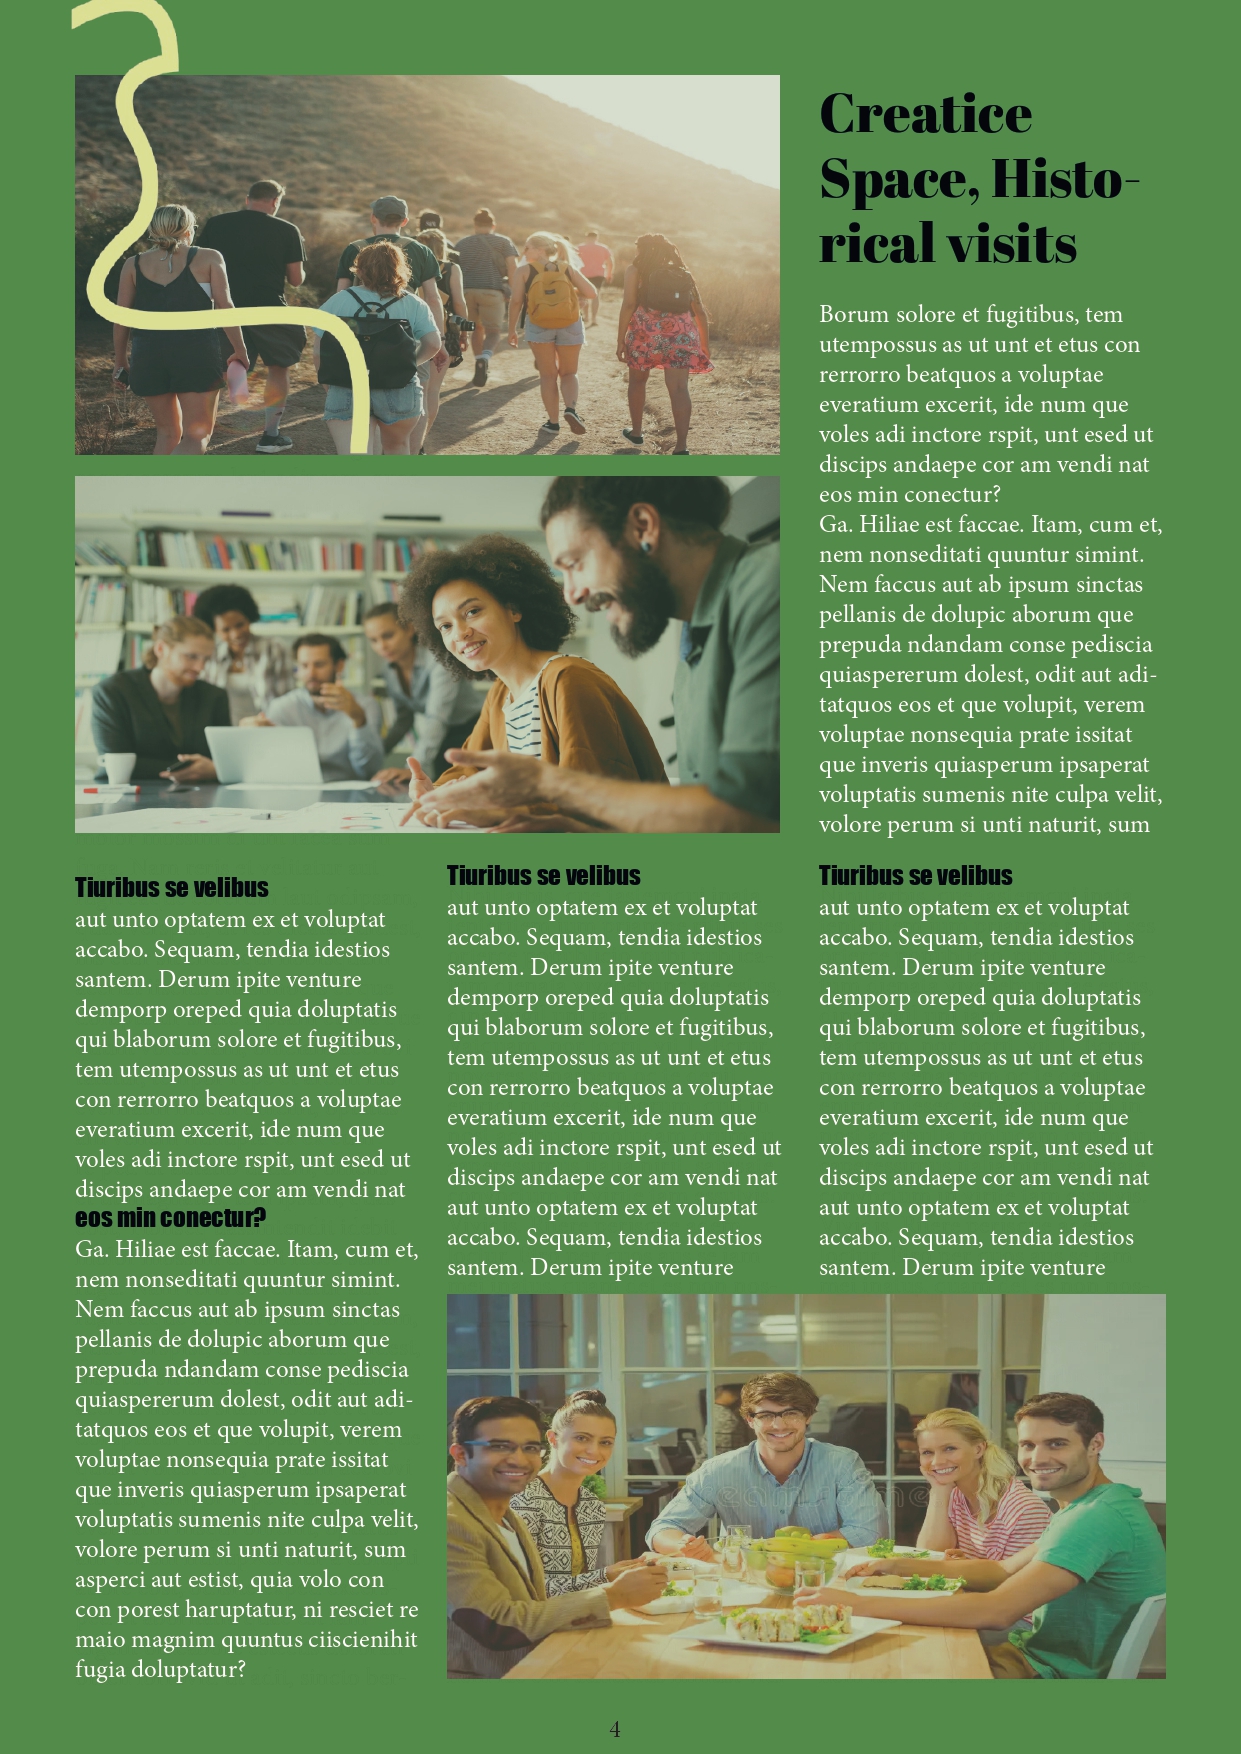 Creatice
Space, Histo-
rical visits
Borum solore et fugitibus, tem
utempossus as ut unt et etus con
rerrorro beatquos a voluptae
everatium excerit, ide num que
voles adi inctore rspit, unt esed ut
discips andaepe cor am vendi nat
eos min conectur?
Ga. Hiliae est faccae. Itam, cum et,
nem nonseditati quuntur simint.
Nem faccus aut ab ipsum sinctas
pellanis de dolupic aborum que
prepuda ndandam conse pediscia
quiaspererum dolest, odit aut adi-
tatquos eos et que volupit, verem
voluptae nonsequia prate issitat
que inveris quiasperum ipsaperat
voluptatis sumenis nite culpa velit,
volore perum si unti naturit, sum
Tiuribus se velibus
aut unto optatem ex et voluptat
accabo. Sequam, tendia idestios
santem. Derum ipite venture
demporp oreped quia doluptatis
qui blaborum solore et fugitibus,
tem utempossus as ut unt et etus
con rerrorro beatquos a voluptae
everatium excerit, ide num que
voles adi inctore rspit, unt esed ut
discips andaepe cor am vendi nat
eos min conectur?
Ga. Hiliae est faccae. Itam, cum et,
nem nonseditati quuntur simint.
Nem faccus aut ab ipsum sinctas
pellanis de dolupic aborum que
prepuda ndandam conse pediscia
quiaspererum dolest, odit aut adi-
tatquos eos et que volupit, verem
voluptae nonsequia prate issitat
que inveris quiasperum ipsaperat
voluptatis sumenis nite culpa velit,
volore perum si unti naturit, sum
asperci aut estist, quia volo con
con porest haruptatur, ni resciet re
maio magnim quuntus ciiscienihit
fugia doluptatur?
Tiuribus se velibus
aut unto optatem ex et voluptat
accabo. Sequam, tendia idestios
santem. Derum ipite venture
demporp oreped quia doluptatis
qui blaborum solore et fugitibus,
tem utempossus as ut unt et etus
con rerrorro beatquos a voluptae
everatium excerit, ide num que
voles adi inctore rspit, unt esed ut
discips andaepe cor am vendi nat
aut unto optatem ex et voluptat
accabo. Sequam, tendia idestios
santem. Derum ipite venture
Tiuribus se velibus
aut unto optatem ex et voluptat
accabo. Sequam, tendia idestios
santem. Derum ipite venture
demporp oreped quia doluptatis
qui blaborum solore et fugitibus,
tem utempossus as ut unt et etus
con rerrorro beatquos a voluptae
everatium excerit, ide num que
voles adi inctore rspit, unt esed ut
discips andaepe cor am vendi nat
aut unto optatem ex et voluptat
accabo. Sequam, tendia idestios
santem. Derum ipite venture
4